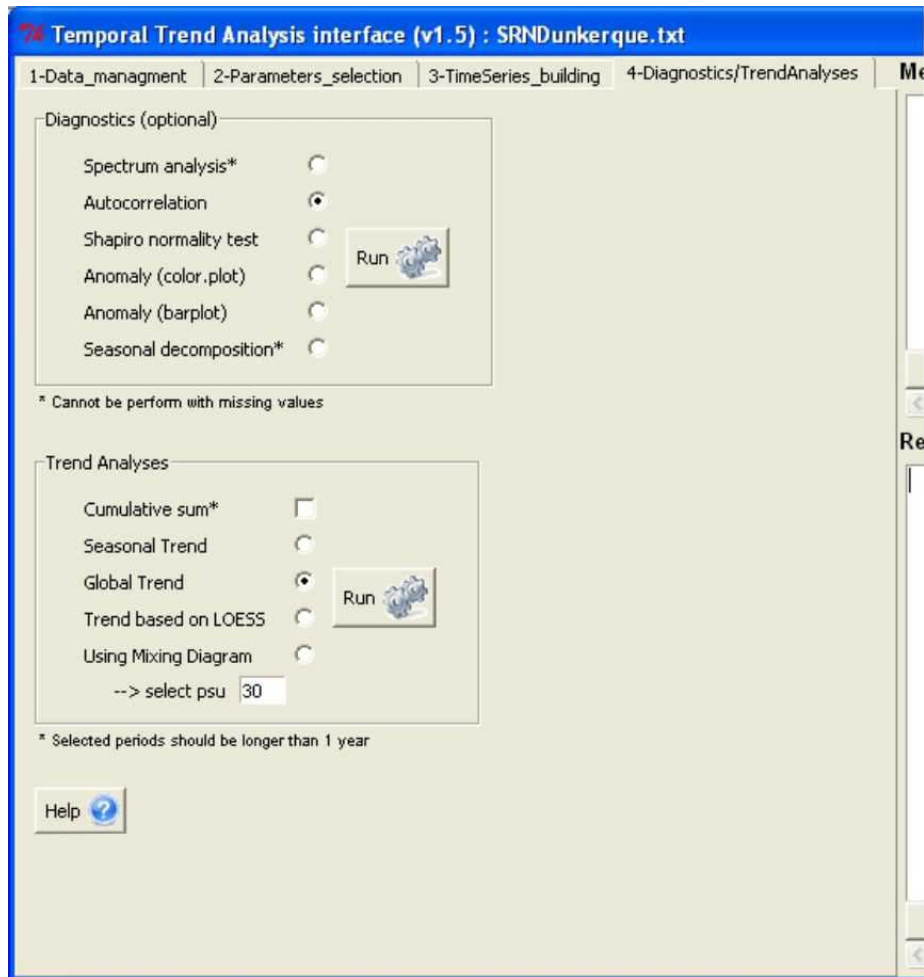 Temporal Trend Analysis interface (v1.5) : SRNDunkerque.txt
1-Data_managment 2-Parameters_selection 3-TimeSeries_building 4-Diagnostics/TrendAnalyses Me
Diagnostics (optional)
Spectrum analysis*
Autocorrelation
Shapiro normality test
Run
Anomaly (color.plot)
Anomaly (barplot)
Seasonal decomposition*
* Cannot be perform with missing values
Re
Trend Analyses
Cumulative sum*
Seasonal Trend
Global Trend
Run
Trend based on LOESS
Using Mixing Diagram
--> select psu 30
* Selected periods should be longer than 1 year
Help